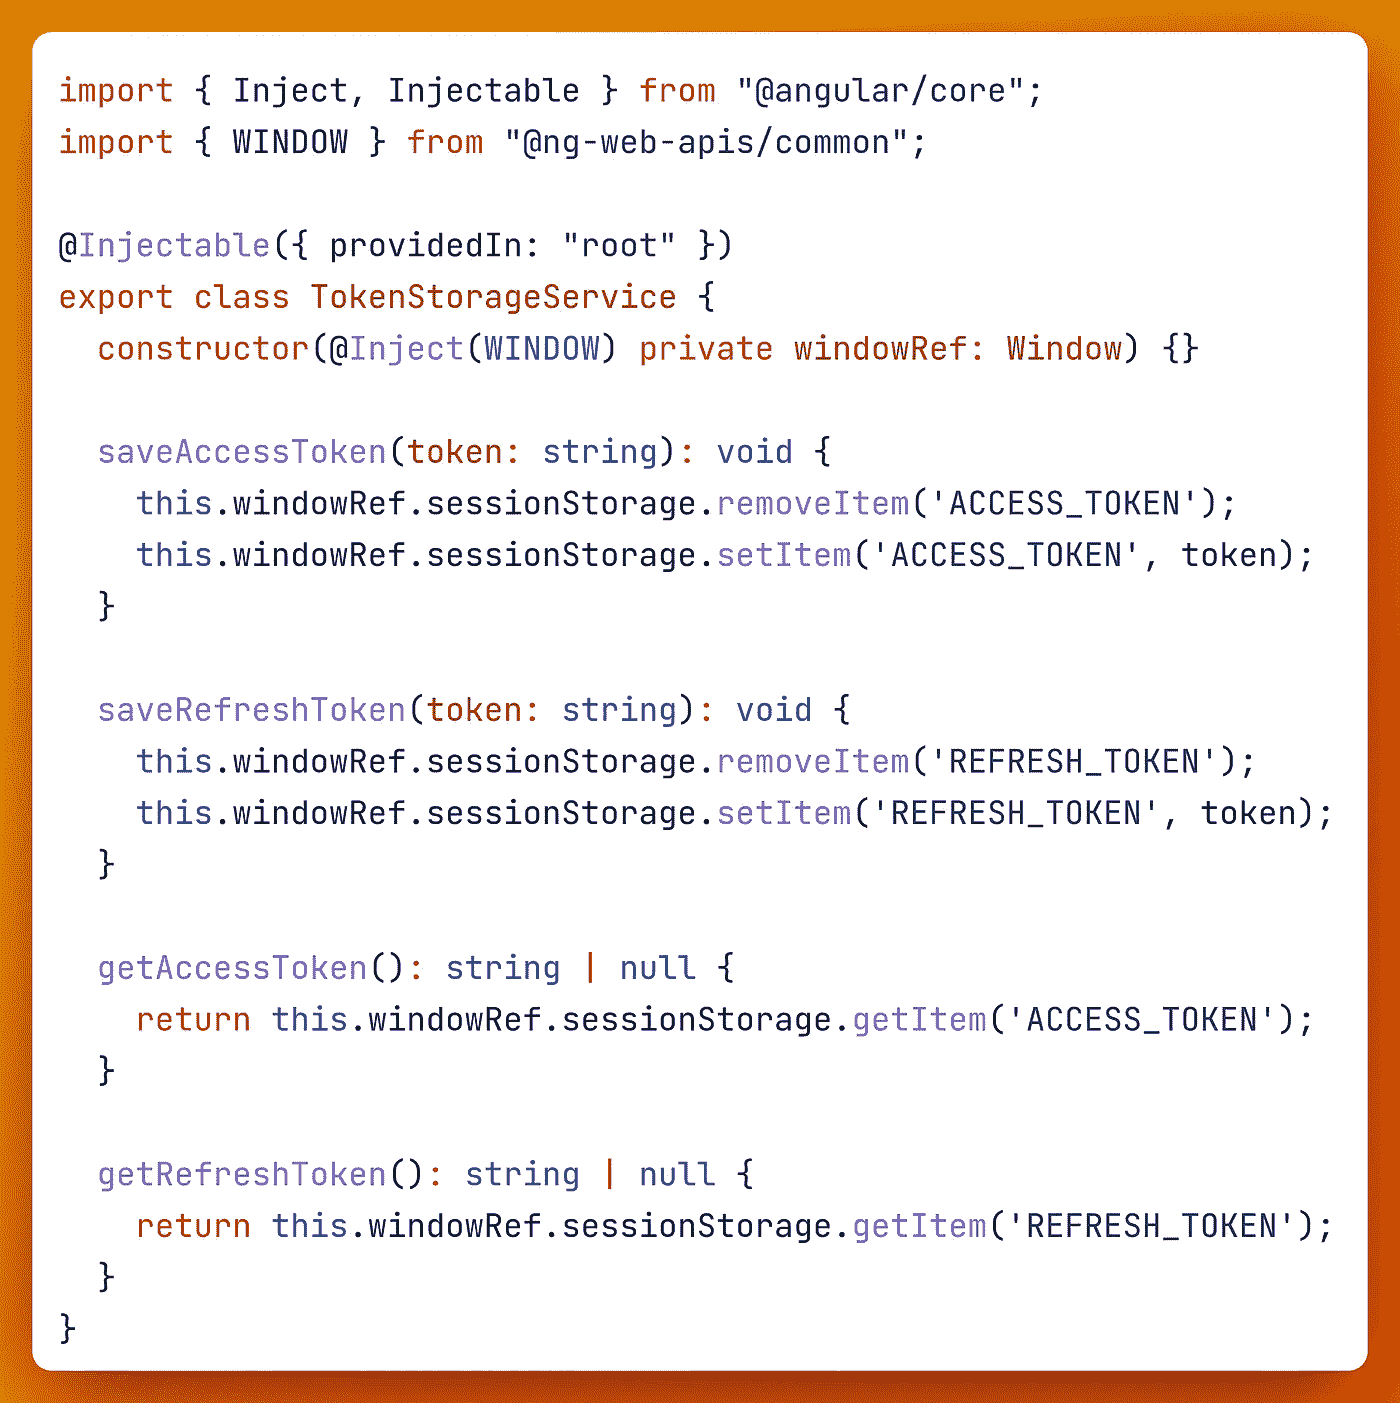 import { Inject, Injectable } from "@angular/core";
import { WINDOW } from "@ng-web-apis/common";

@Injectable({ providedIn: "root" })
export class TokenStorageService {
  constructor(@Inject(WINDOW) private windowRef: Window) {}

  saveAccessToken(token: string): void {
    this.windowRef.sessionStorage.removeItem('ACCESS_TOKEN');
    this.windowRef.sessionStorage.setItem('ACCESS_TOKEN', token);
  }

  saveRefreshToken(token: string): void {
    this.windowRef.sessionStorage.removeItem('REFRESH_TOKEN');
    this.windowRef.sessionStorage.setItem('REFRESH_TOKEN', token);
  }

  getAccessToken(): string | null {
    return this.windowRef.sessionStorage.getItem('ACCESS_TOKEN');
  }

  getRefreshToken(): string | null {
    return this.windowRef.sessionStorage.getItem('REFRESH_TOKEN');
  }
}